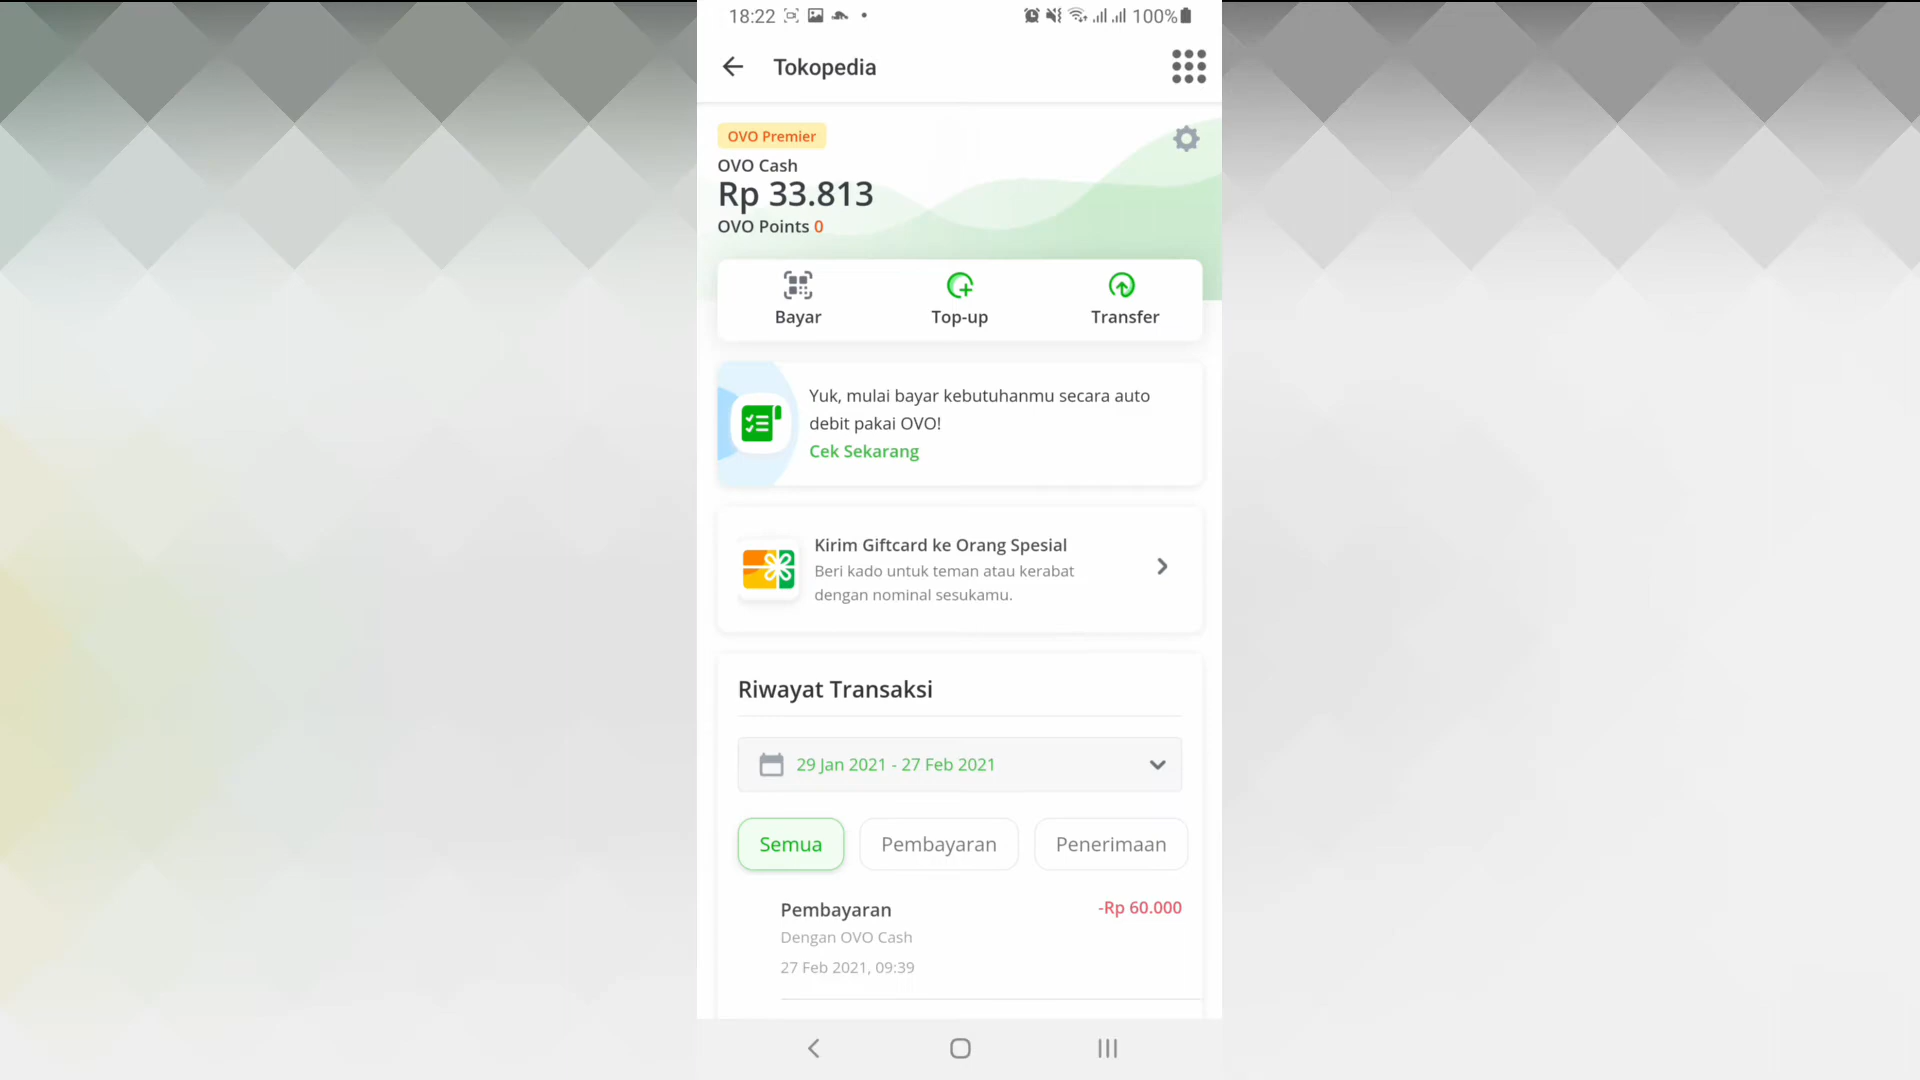 18:22
100%
Tokopedia
OVO Premier
OVO Cash
Rp 33.813
OVO Points 0
Bayar
Top-up
Transfer
Yuk, mulai bayar kebutuhanmu secara auto
debit pakai OVO!
Cek Sekarang
Kirim Giftcard ke Orang Spesial
Beri kado untuk teman atau kerabat
dengan nominal sesukamu.
Riwayat Transaksi
29 Jan 2021 - 27 Feb 2021
Semua
Pembayaran
Penerimaan
Pembayaran
-Rp 60.000
Dengan OVO Cash
27 Feb 2021, 09:39